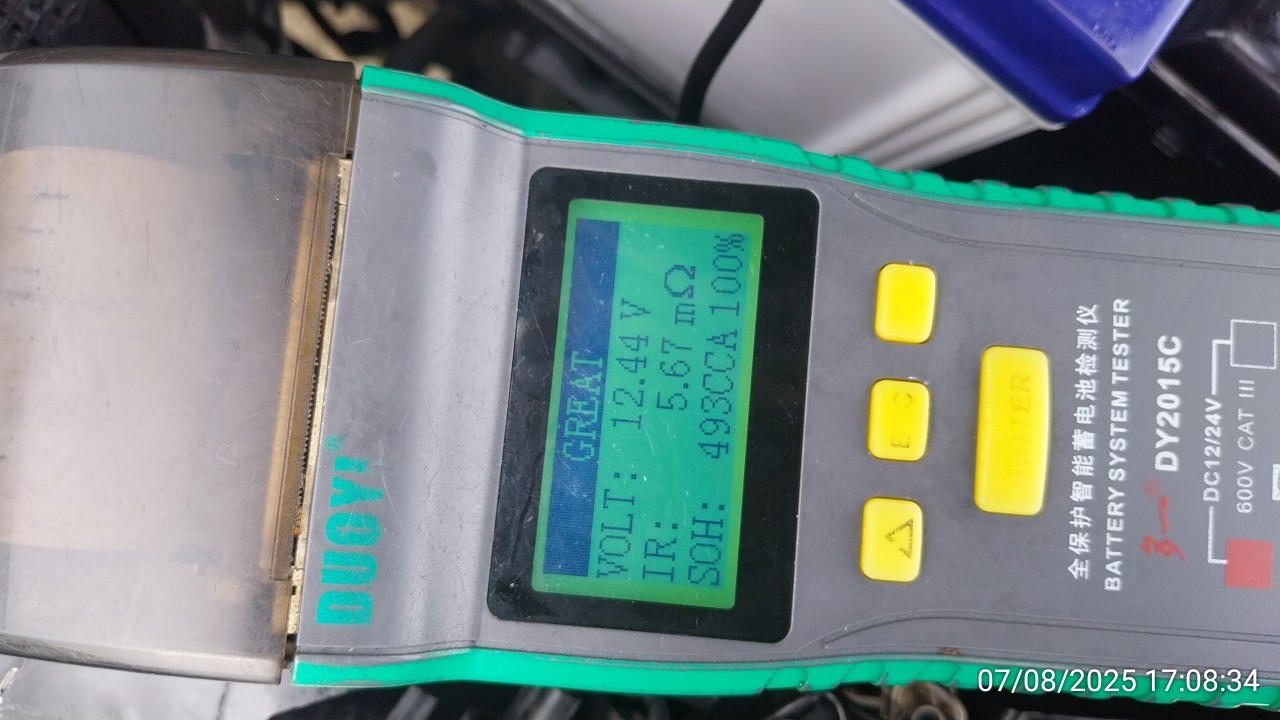 DUOYI®
GREAT
VOLT: 12.44 V
IR: 5.67 mΩ
SOH: 493CCA 100%
ENTER
全保护智能蓄电池检测仪
BATTERY SYSTEM TESTER
多一® DY2015C
DC12/24V
600V CAT III
07/08/2025 17:08:34